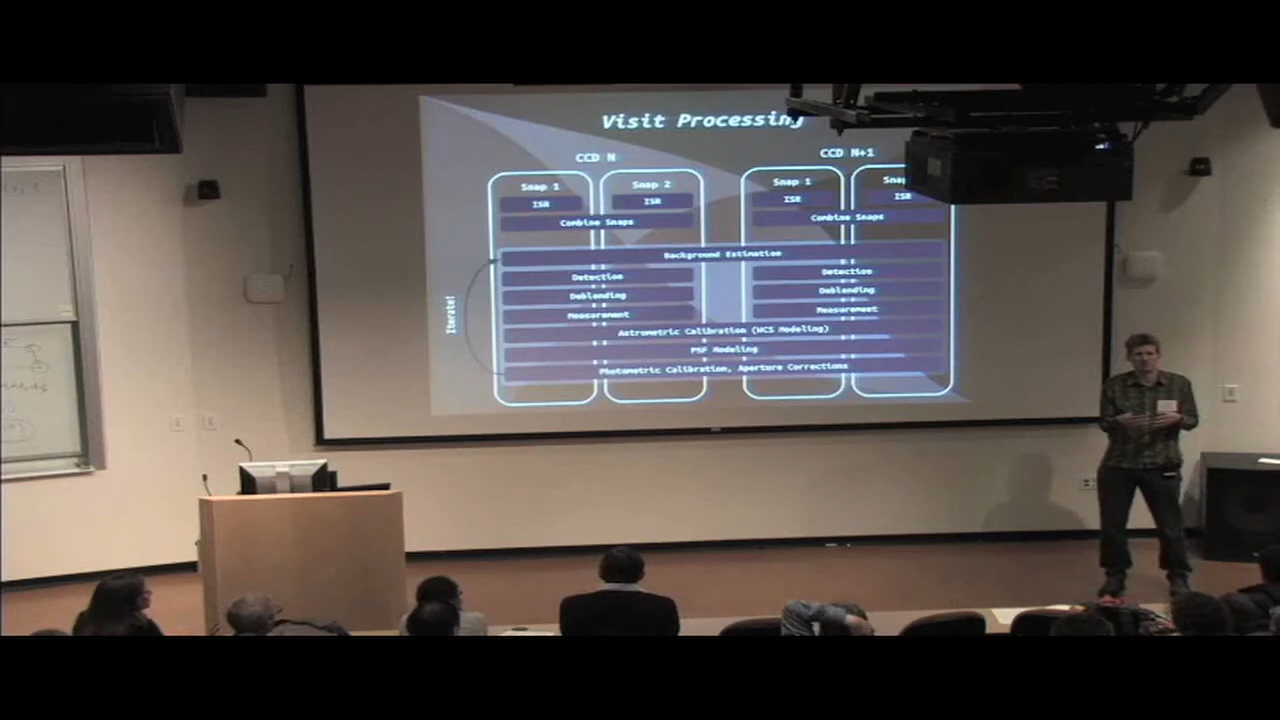 Visit Processing
CCD N
CCD N+1
Snap 1
Snap 2
Snap 1
ISR
ISR
ISR
ISR
Combine Snaps
Combine Snaps
Background Estimation
Detection
Detection
Deblending
Deblending
Measurement
Measurement
Iterate!
Astrometric Calibration (WCS Modeling)
PSF Modeling
Photometric Calibration, Aperture Corrections